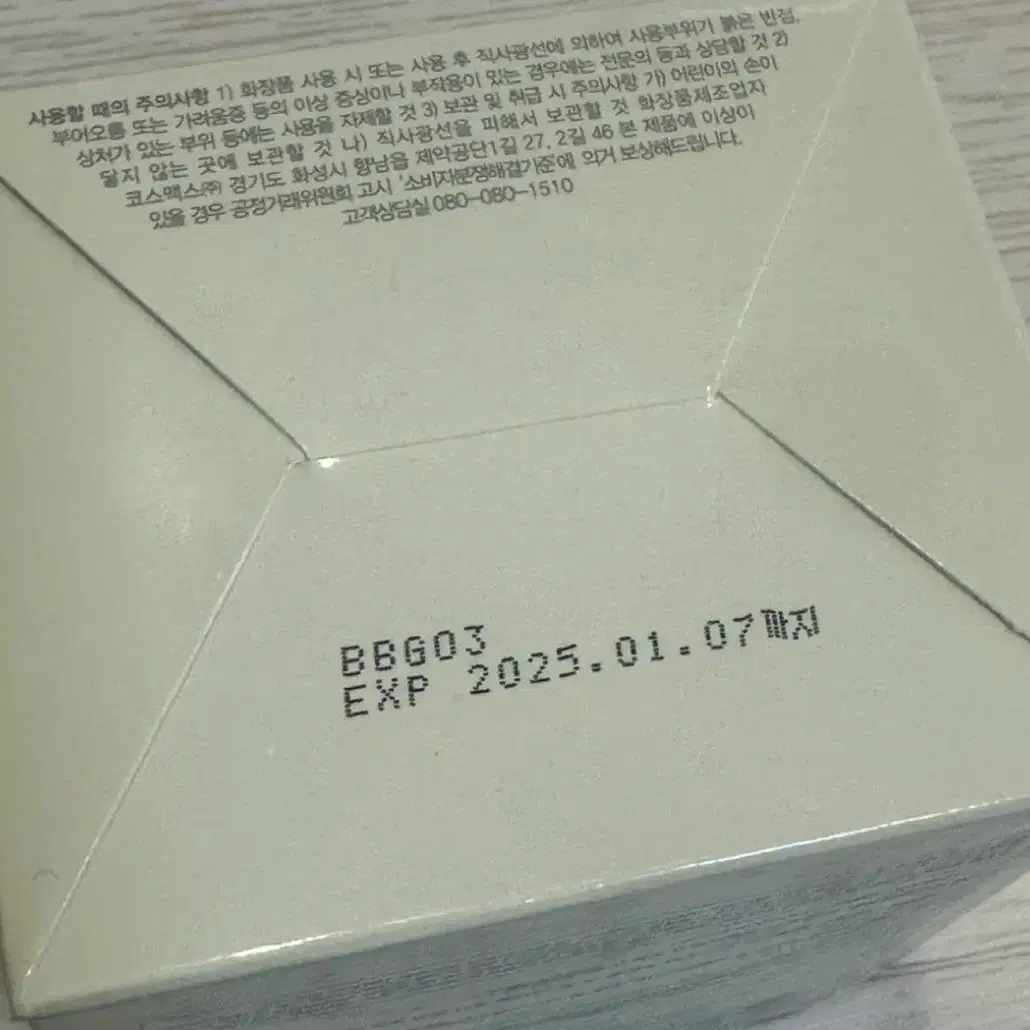 사용할 때의 주의사항 1) 화장품 사용 시 또는 사용 후 직사광선에 의하여 사용부위가 붉은 반점,
부어오름 또는 가려움증 등의 이상 증상이나 부작용이 있는 경우에는 전문의 등과 상담할 것 2)
상처가 있는 부위 등에는 사용을 자제할 것 3) 보관 및 취급 시 주의사항 가) 어린이의 손이
닿지 않는 곳에 보관할 것 나) 직사광선을 피해서 보관할 것 화장품제조업자
코스맥스㈜ 경기도 화성시 향남읍 제약공단1길 27, 2길 46 본 제품에 이상이
있을 경우 공정거래위원회 고시 '소비자분쟁해결기준'에 의거 보상해드립니다.
고객상담실 080-080-1510
BBG03
EXP 2025.01.07까지